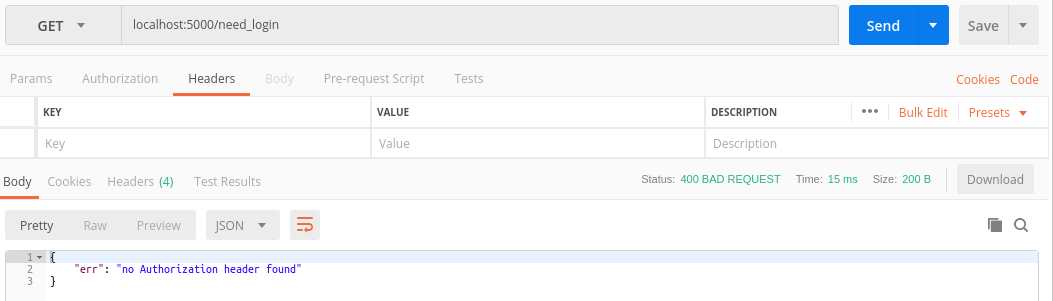 GET localhost:5000/need_login Send Save
Params Authorization Headers Body Pre-request Script Tests Cookies Code
KEY VALUE DESCRIPTION ••• Bulk Edit Presets
Key Value Description
Body Cookies Headers (4) Test Results Status: 400 BAD REQUEST Time: 15 ms Size: 200 B Download
Pretty Raw Preview JSON
1 {
2 "err": "no Authorization header found"
3 }